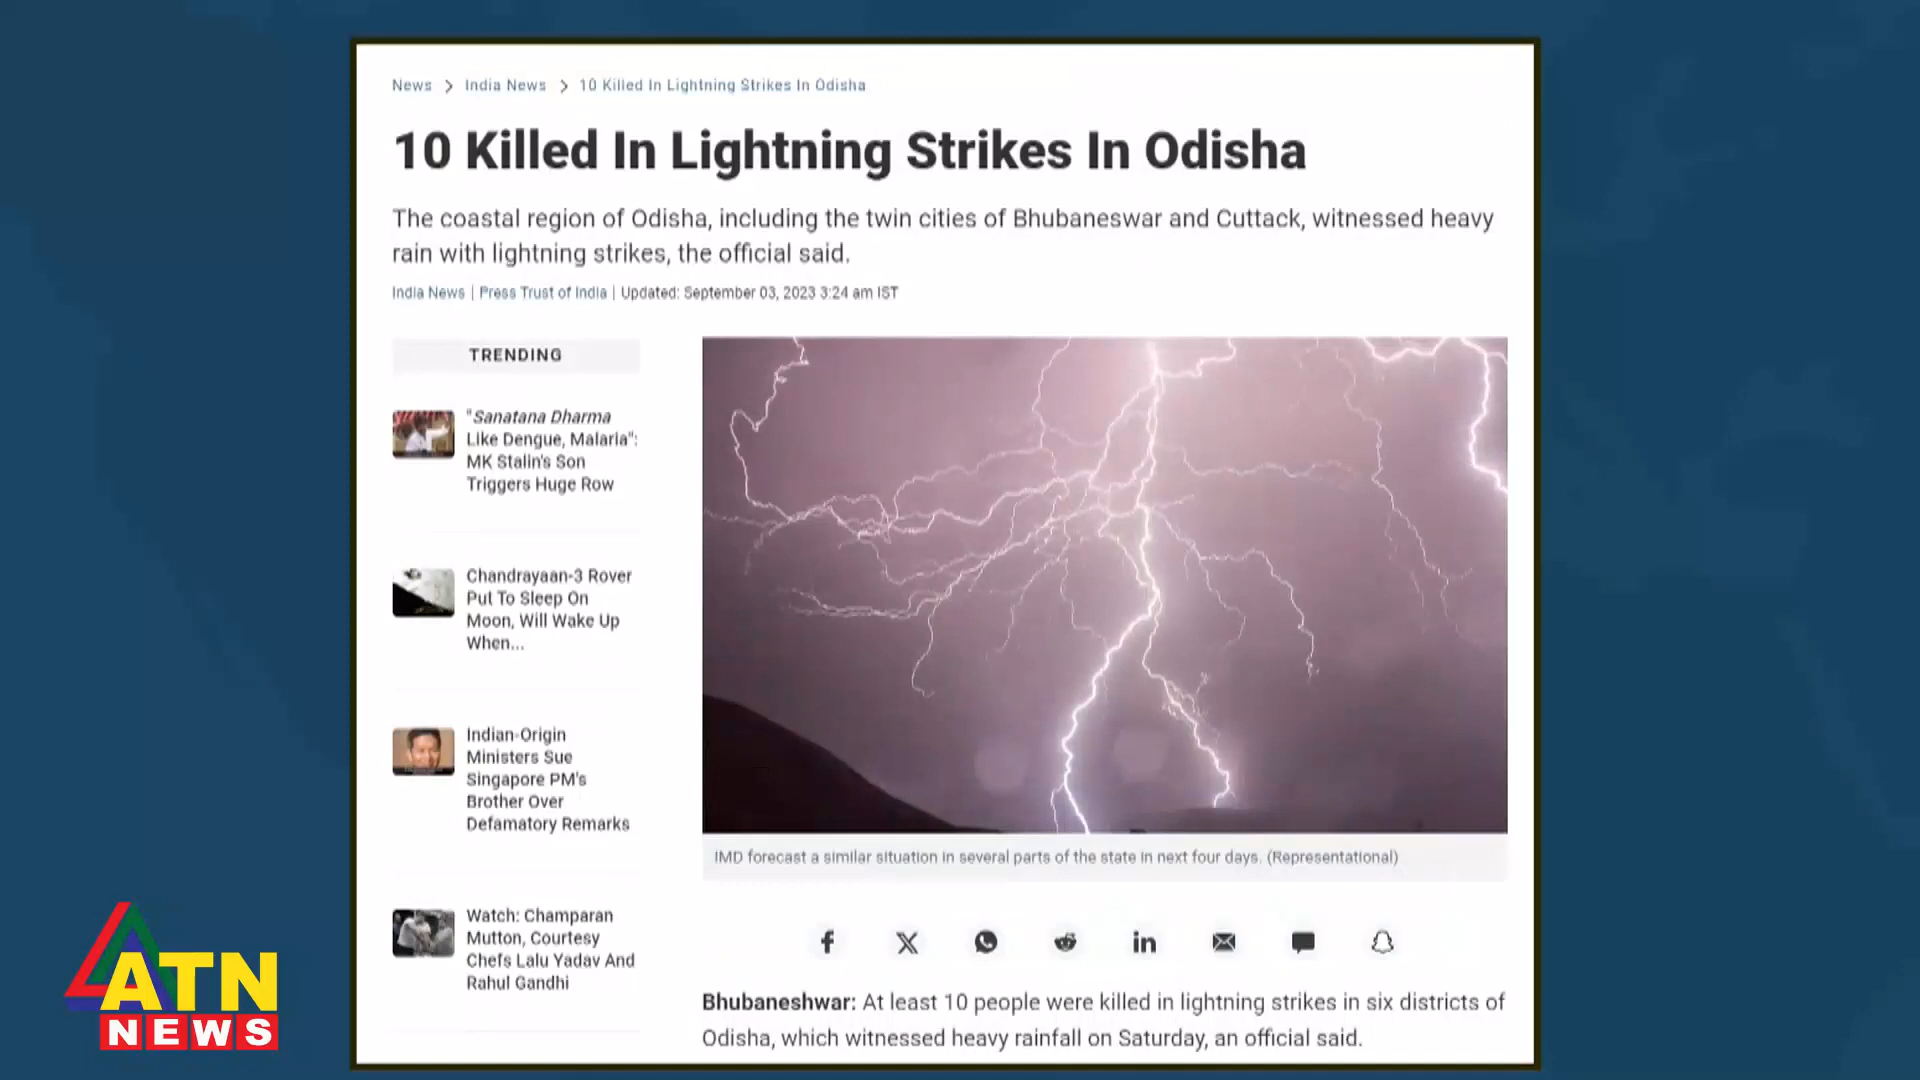 News > India News > 10 Killed In Lightning Strikes In Odisha
10 Killed In Lightning Strikes In Odisha
The coastal region of Odisha, including the twin cities of Bhubaneswar and Cuttack, witnessed heavy
rain with lightning strikes, the official said.
India News | Press Trust of India | Updated: September 03, 2023 3:24 am IST
TRENDING
"Sanatana Dharma
Like Dengue, Malaria":
MK Stalin's Son
Triggers Huge Row
Chandrayaan-3 Rover
Put To Sleep On
Moon, Will Wake Up
When...
Indian-Origin
Ministers Sue
Singapore PM's
Brother Over
Defamatory Remarks
Watch: Champaran
Mutton, Courtesy
Chefs Lalu Yadav And
Rahul Gandhi
IMD forecast a similar situation in several parts of the state in next four days. (Representational)
Bhubaneshwar: At least 10 people were killed in lightning strikes in six districts of
Odisha, which witnessed heavy rainfall on Saturday, an official said.
ATN
NEWS